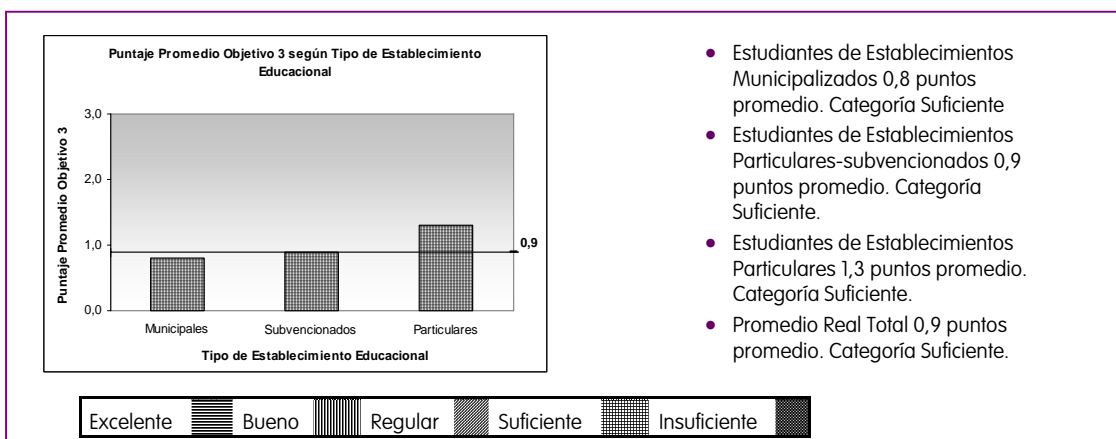 Puntaje Promedio Objetivo 3 según Tipo de Establecimiento
Educacional
Puntaje Promedio Objetivo 3
3,0
2,0
1,0
0,0
0,9
Municipales
Subvencionados
Particulares
Tipo de Establecimiento Educacional
• Estudiantes de Establecimientos
Municipalizados 0,8 puntos
promedio. Categoría Suficiente
• Estudiantes de Establecimientos
Particulares-subvencionados 0,9
puntos promedio. Categoría
Suficiente.
• Estudiantes de Establecimientos
Particulares 1,3 puntos promedio.
Categoría Suficiente.
• Promedio Real Total 0,9 puntos
promedio. Categoría Suficiente.
Excelente Bueno Regular Suficiente Insuficiente